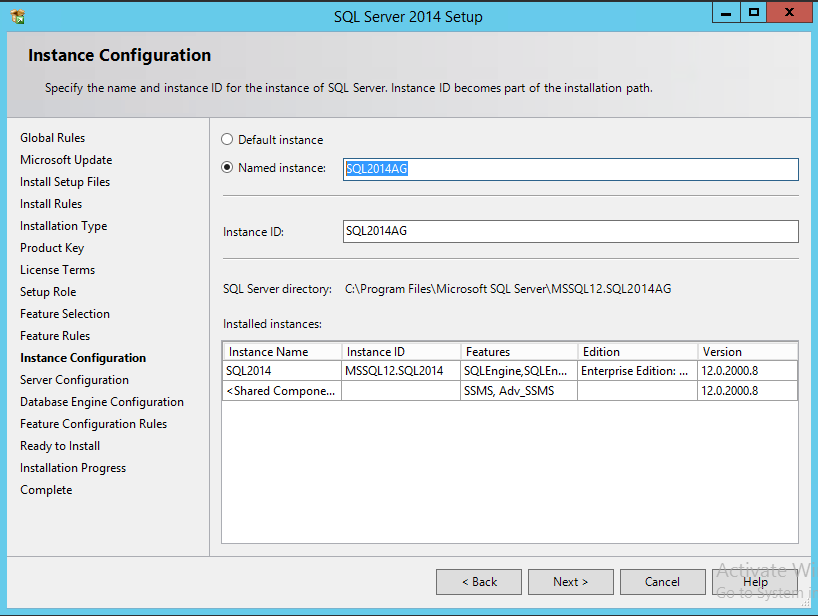 SQL Server 2014 Setup
Instance Configuration
Specify the name and instance ID for the instance of SQL Server. Instance ID becomes part of the installation path.
Global Rules
Microsoft Update
Install Setup Files
Install Rules
Installation Type
Product Key
License Terms
Setup Role
Feature Selection
Feature Rules
Instance Configuration
Server Configuration
Database Engine Configuration
Feature Configuration Rules
Ready to Install
Installation Progress
Complete
Default instance
Named instance: SQL2014AG
Instance ID: SQL2014AG
SQL Server directory: C:\Program Files\Microsoft SQL Server\MSSQL12.SQL2014AG
Installed instances:
Instance Name Instance ID Features Edition Version
SQL2014 MSSQL12.SQL2014 SQLEngine,SQLEn... Enterprise Edition: ... 12.0.2000.8
<Shared Compone... SSMS, Adv_SSMS 12.0.2000.8
< Back Next > Cancel Help
Activate Wi
Go to System i